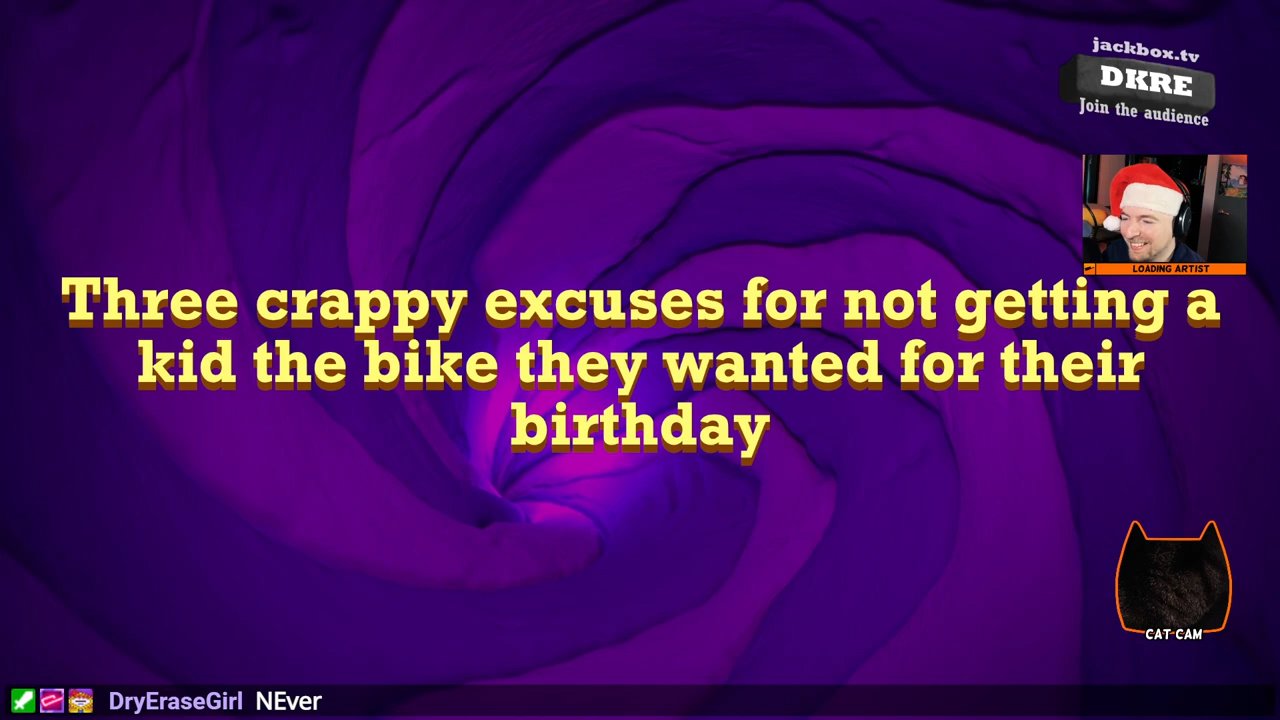 jackbox.tv
DKRE
Join the audience
LOADING ARTIST
Three crappy excuses for not getting a
kid the bike they wanted for their
birthday
CAT CAM
DryEraseGirl NEver